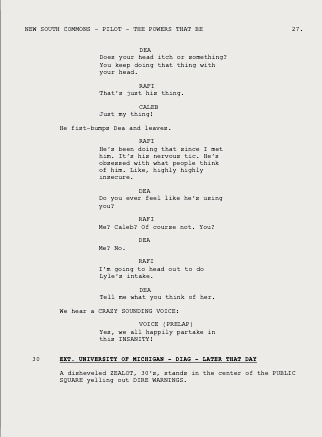 NEW SOUTH COMMONS - PILOT - THE POWERS THAT BE 27.
DEA
Does your head itch or something?
You keep doing that thing with
your head.
RAFI
That's just his thing.
CALEB
Just my thing!
He fist-bumps Dea and leaves.
RAFI
He's been doing that since I met
him. It's his nervous tic. He's
obsessed with what people think
of him. Like, highly highly
insecure.
DEA
Do you ever feel like he's using
you?
RAFI
Me? Caleb? Of course not. You?
DEA
Me? No.
RAFI
I'm going to head out to do
Lyle's intake.
DEA
Tell me what you think of her.
We hear a CRAZY SOUNDING VOICE:
VOICE (PRELAP)
Yes, we all happily partake in
this INSANITY!
30 EXT. UNIVERSITY OF MICHIGAN - DIAG - LATER THAT DAY
A disheveled ZEALOT, 30's, stands in the center of the PUBLIC
SQUARE yelling out DIRE WARNINGS.